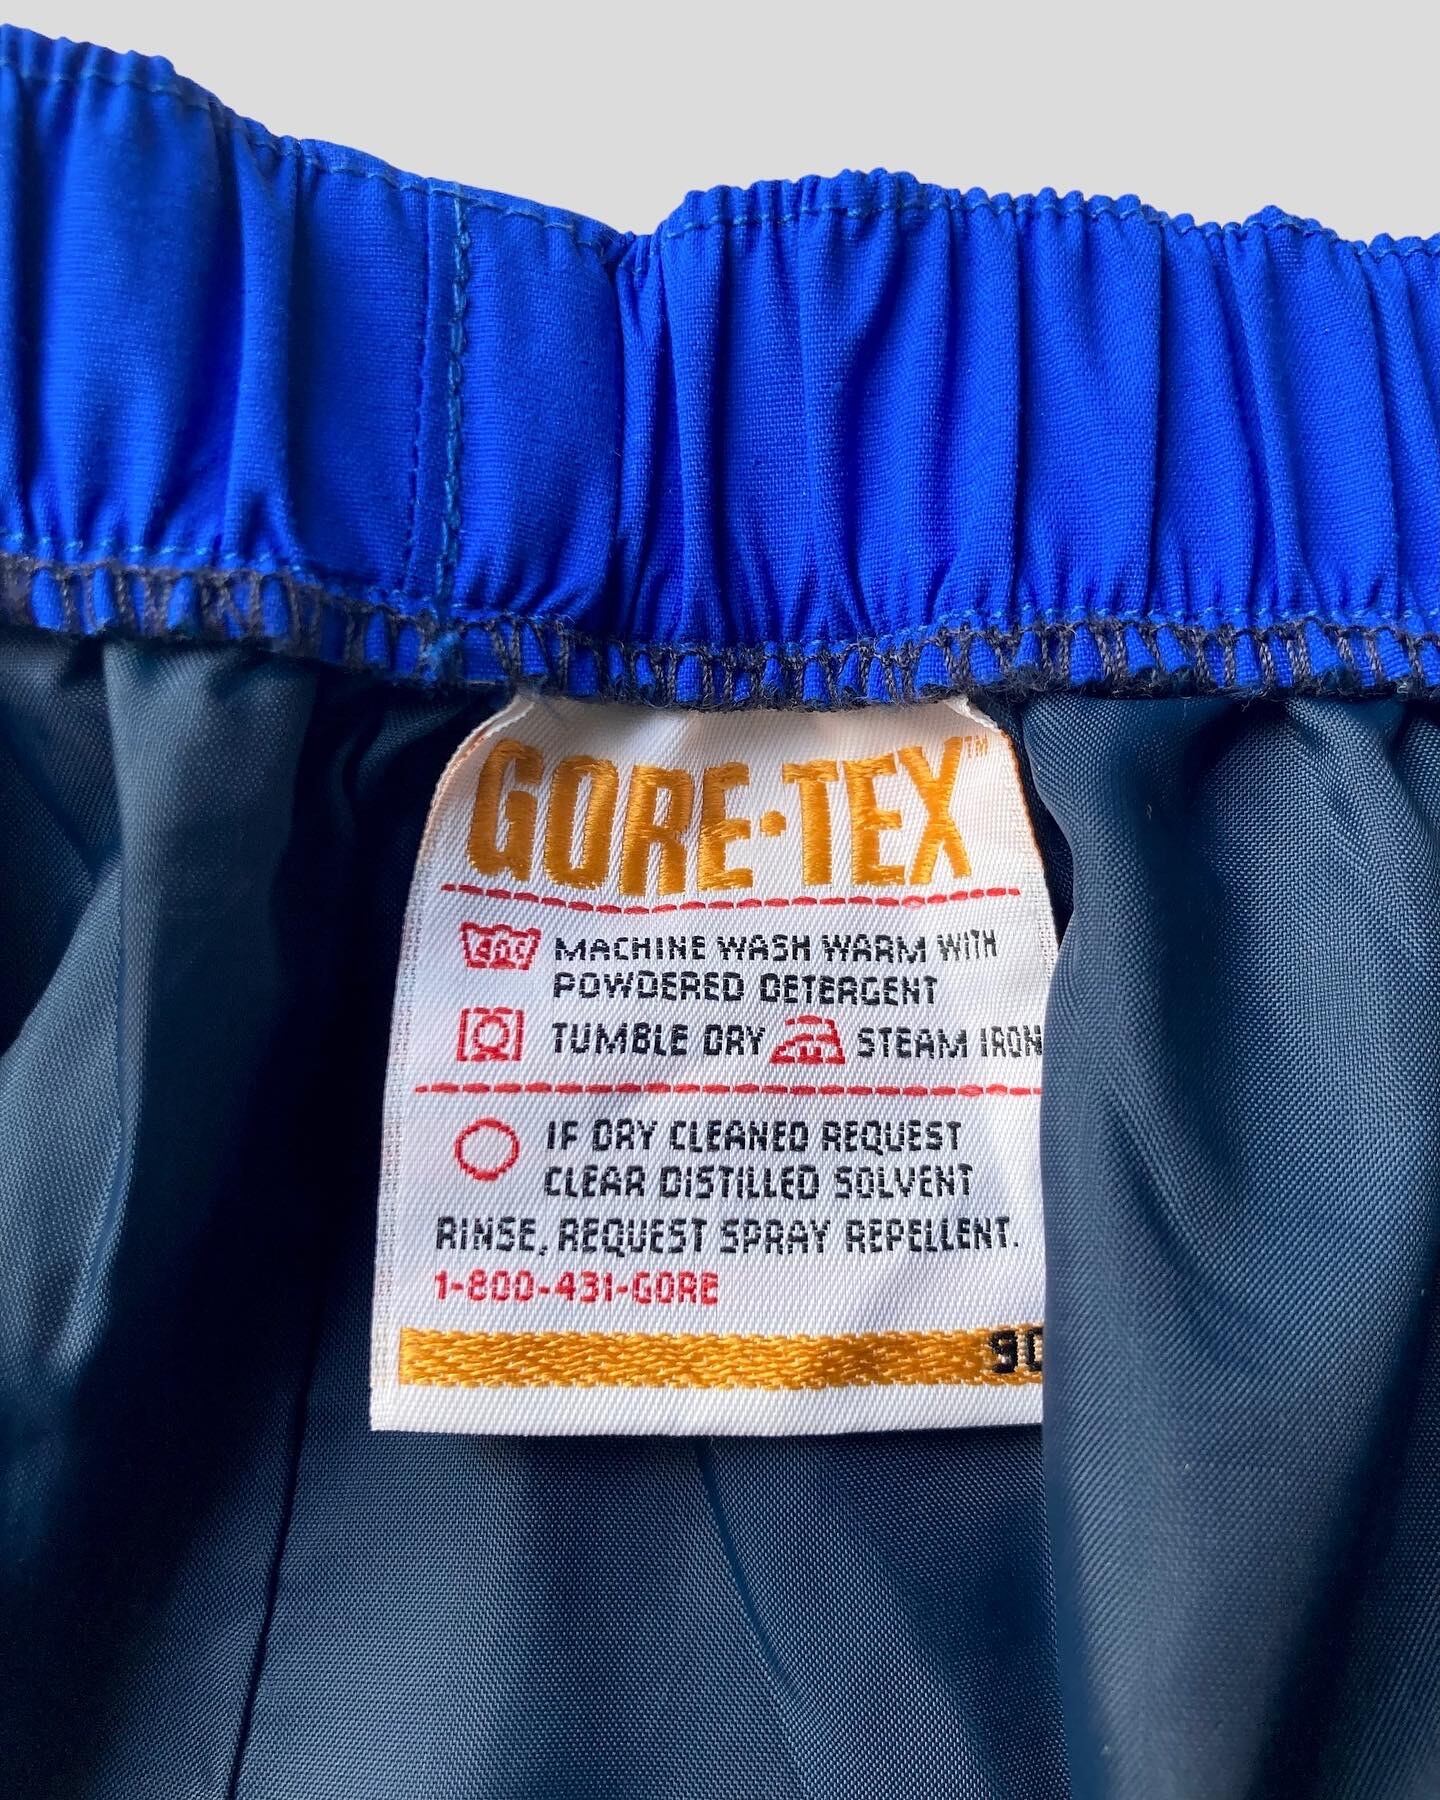 GORE-TEX™
40°C MACHINE WASH WARM WITH
POWDERED DETERGENT
TUMBLE DRY STEAM IRON
IF DRY CLEANED REQUEST
CLEAR DISTILLED SOLVENT
RINSE, REQUEST SPRAY REPELLENT.
1-800-431-GORE